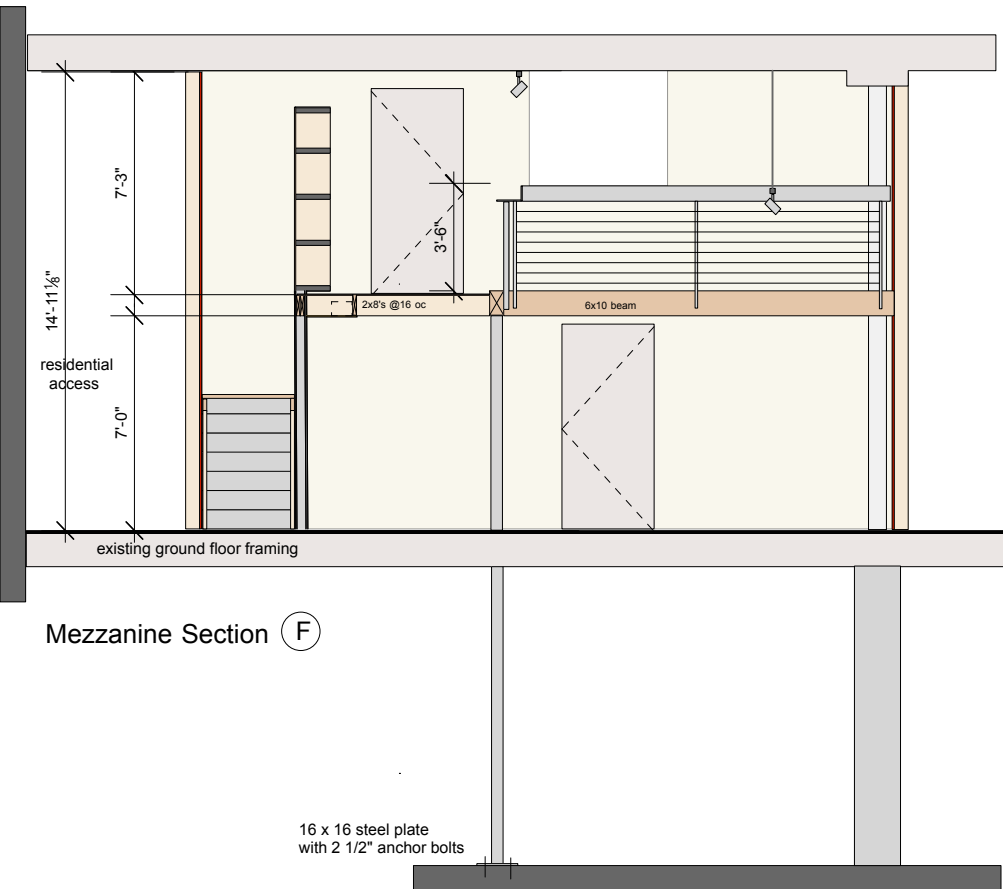 7'-3"
3'-6"
14'-11⅛"
2x8's @16 oc
6x10 beam
residential
access
7'-0"
existing ground floor framing
Mezzanine Section F
16 x 16 steel plate
with 2 1/2" anchor bolts